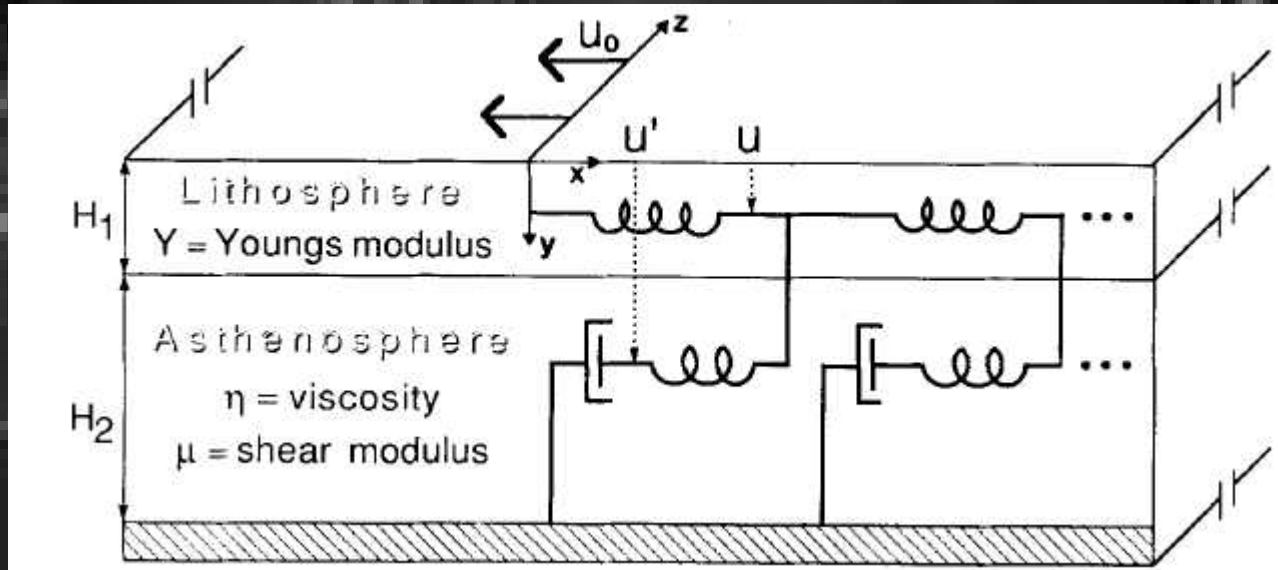 z
u₀
u' u
x
H₁
Lithosphere
Y = Youngs modulus
y
Asthenosphere
η = viscosity
μ = shear modulus
H₂